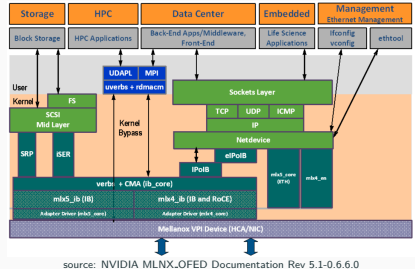 Storage
HPC
Data Center
Embedded
Management
Ethernet Management
Block Storage
HPC Applications
Back-End Apps/Middleware,
Front-End
Life Science
Applications
ifconfig
vconfig
ethtool
UDAPL
MPI
uverbs + rdmacm
User
Kernel
FS
SCSI
Mid Layer
Kernel
Bypass
Sockets Layer
TCP
UDP
ICMP
IP
Netdevice
SRP
iSER
IPoIB
eIPoIB
mlx5_core
(ETH)
mlx4_en
verbs + CMA (ib_core)
mlx5_ib (IB)
mlx4_ib (IB and RoCE)
Adapter Driver (mlx5_core)
Adapter Driver (mlx4_core)
Mellanox VPI Device (HCA/NIC)
source: NVIDIA MLNX_OFED Documentation Rev 5.1-0.6.6.0